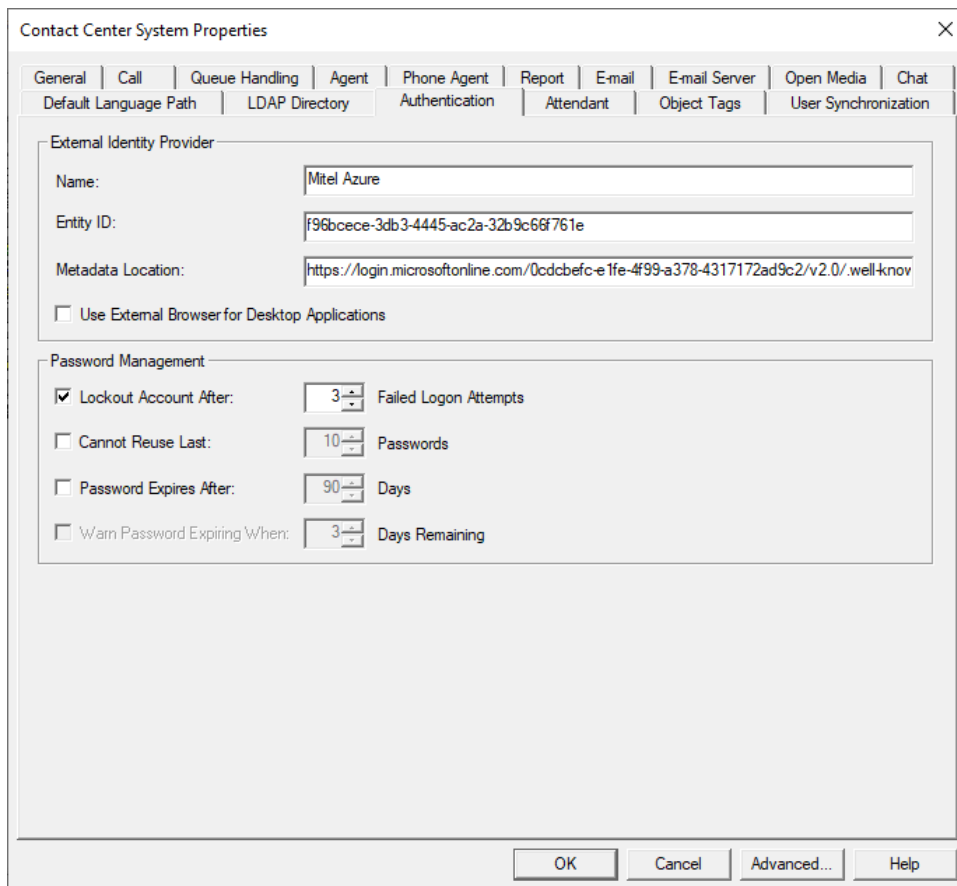 Contact Center System Properties
General Call Queue Handling Agent Phone Agent Report E-mail E-mail Server Open Media Chat
Default Language Path LDAP Directory Authentication Attendant Object Tags User Synchronization
External Identity Provider
Name: Mitel Azure
Entity ID: f96bcece-3db3-4445-ac2a-32b9c66f761e
Metadata Location: https://login.microsoftonline.com/0cdcbefc-e1fe-4f99-a378-4317172ad9c2/v2.0/.well-know
Use External Browser for Desktop Applications
Password Management
Lockout Account After: 3 Failed Logon Attempts
Cannot Reuse Last: 10 Passwords
Password Expires After: 90 Days
Warn Password Expiring When: 3 Days Remaining
OK Cancel Advanced... Help